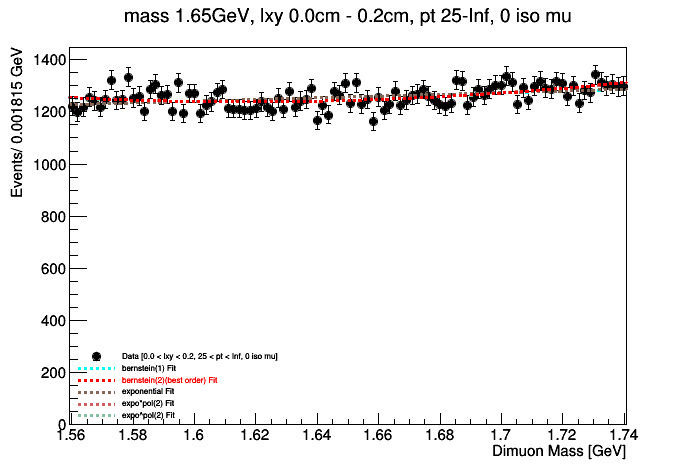 mass 1.65GeV, lxy 0.0cm - 0.2cm, pt 25-Inf, 0 iso mu
Events/ 0.001815 GeV
1400
1200
1000
800
600
400
200
0
Data [0.0 < lxy < 0.2, 25 < pt < Inf, 0 iso mu]
bernstein(1) Fit
bernstein(2)(best order) Fit
exponential Fit
expo*pol(2) Fit
expo^pol(2) Fit
1.56 1.58 1.6 1.62 1.64 1.66 1.68 1.7 1.72 1.74
Dimuon Mass [GeV]